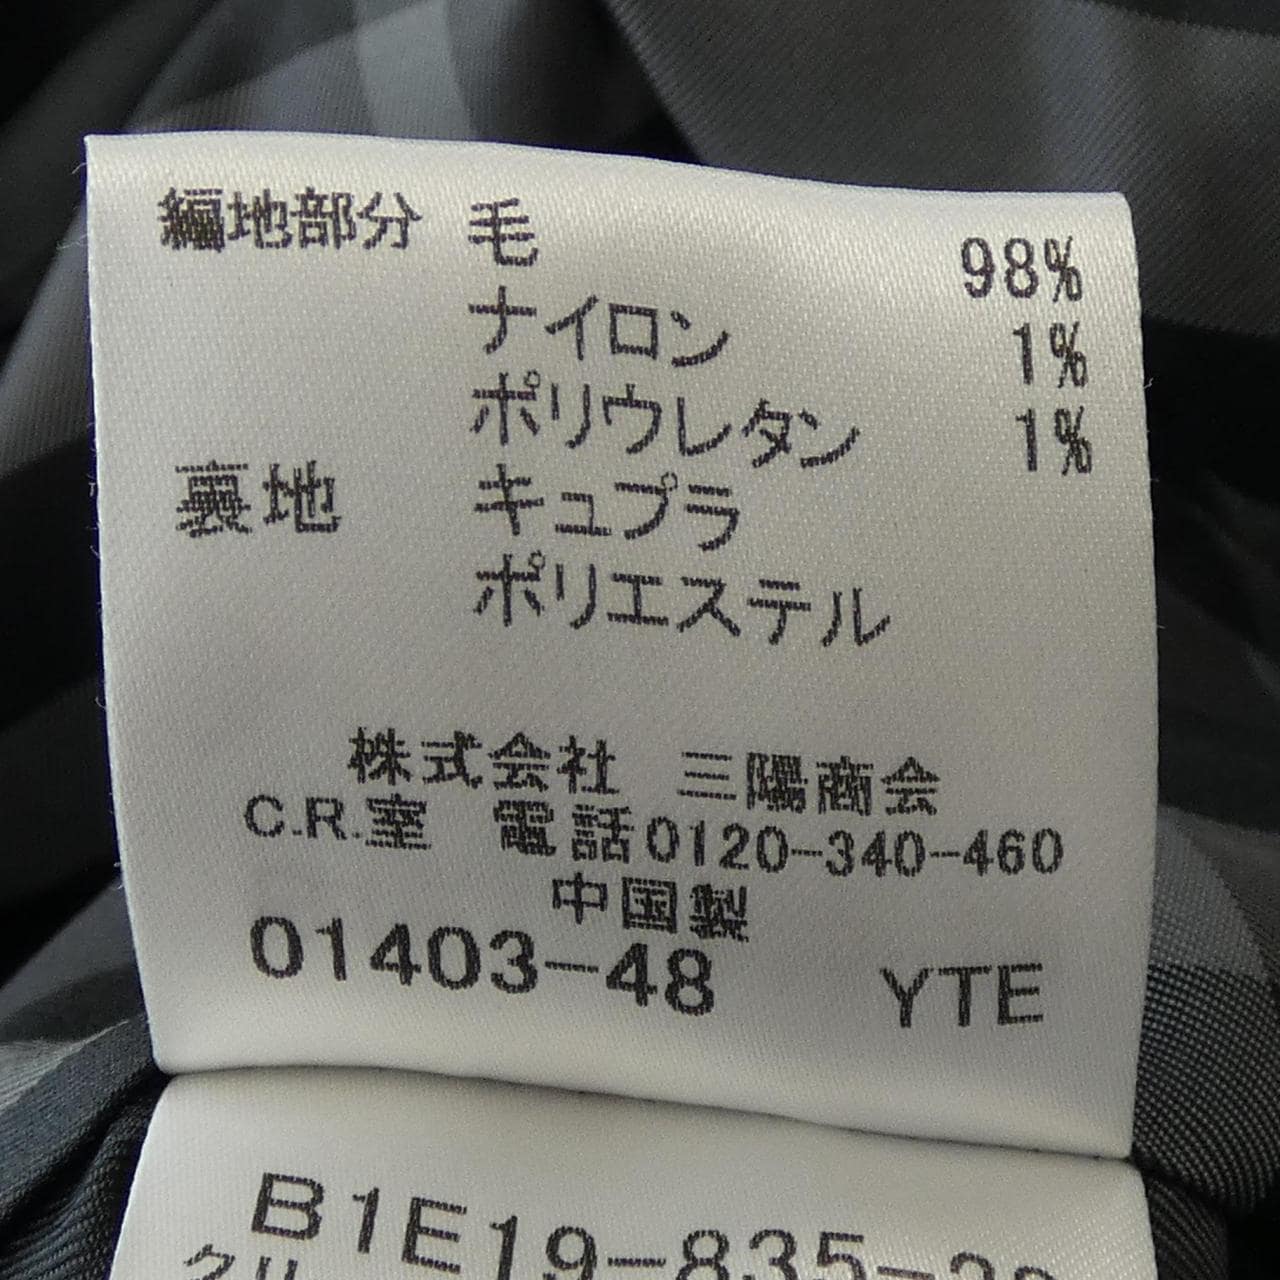 編地部分 毛 98%
ナイロン 1%
ポリウレタン 1%
裏地 キュプラ
ポリエステル
株式会社 三陽商会
C.R.室 電話0120-340-460
中国製
01403-48 YTE
B1E19-835-